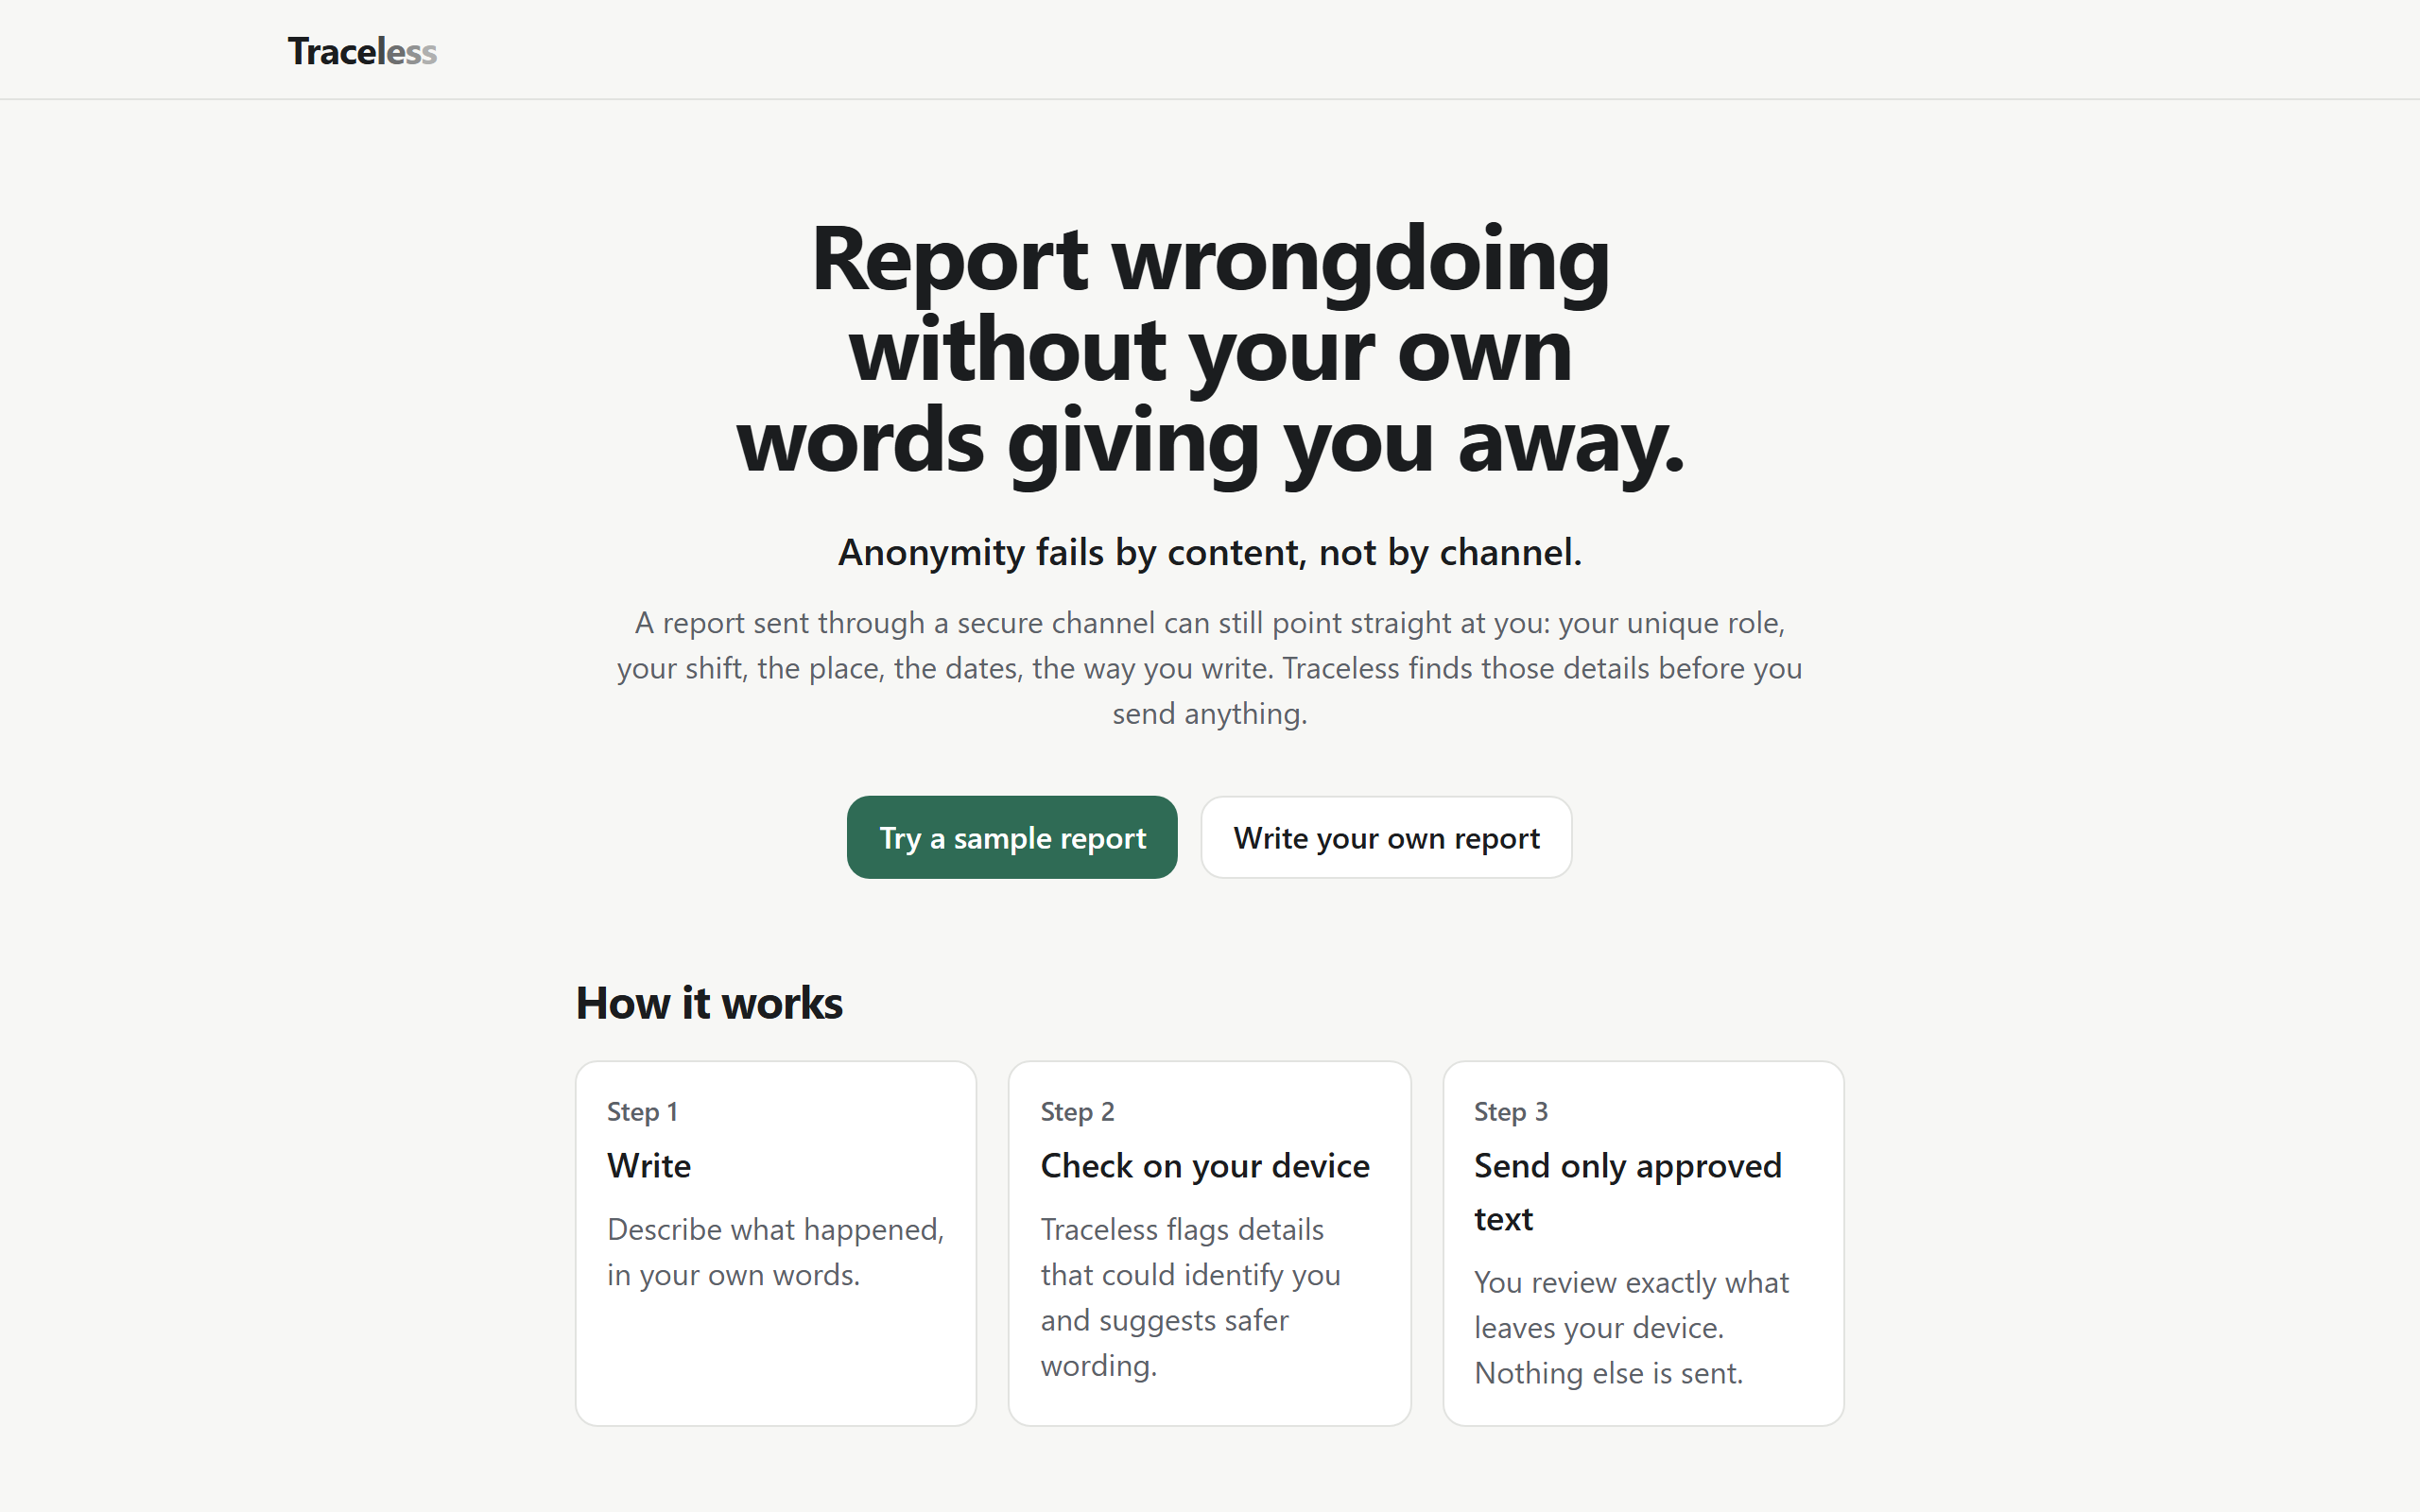 Traceless
Report wrongdoing
without your own
words giving you away.
Anonymity fails by content, not by channel.
A report sent through a secure channel can still point straight at you: your unique role,
your shift, the place, the dates, the way you write. Traceless finds those details before you
send anything.
Try a sample report
Write your own report
How it works
Step 1
Write
Describe what happened,
in your own words.
Step 2
Check on your device
Traceless flags details
that could identify you
and suggests safer
wording.
Step 3
Send only approved
text
You review exactly what
leaves your device.
Nothing else is sent.